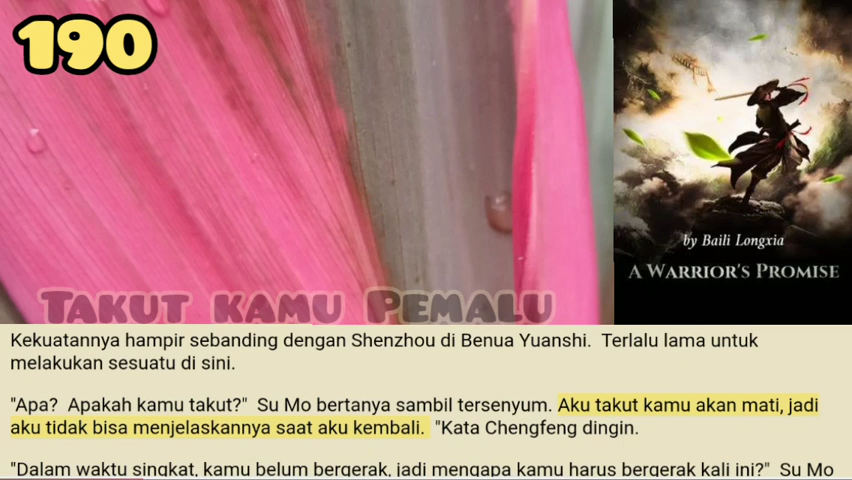 190
by Baili Longxia
A WARRIOR'S PROMISE
TAKUT KAMU PEMALU
Kekuatannya hampir sebanding dengan Shenzhou di Benua Yuanshi.  Terlalu lama untuk
melakukan sesuatu di sini.
"Apa?  Apakah kamu takut?"  Su Mo bertanya sambil tersenyum. Aku takut kamu akan mati, jadi
aku tidak bisa menjelaskannya saat aku kembali.  "Kata Chengfeng dingin.
"Dalam waktu singkat, kamu belum bergerak, jadi mengapa kamu harus bergerak kali ini?"  Su Mo